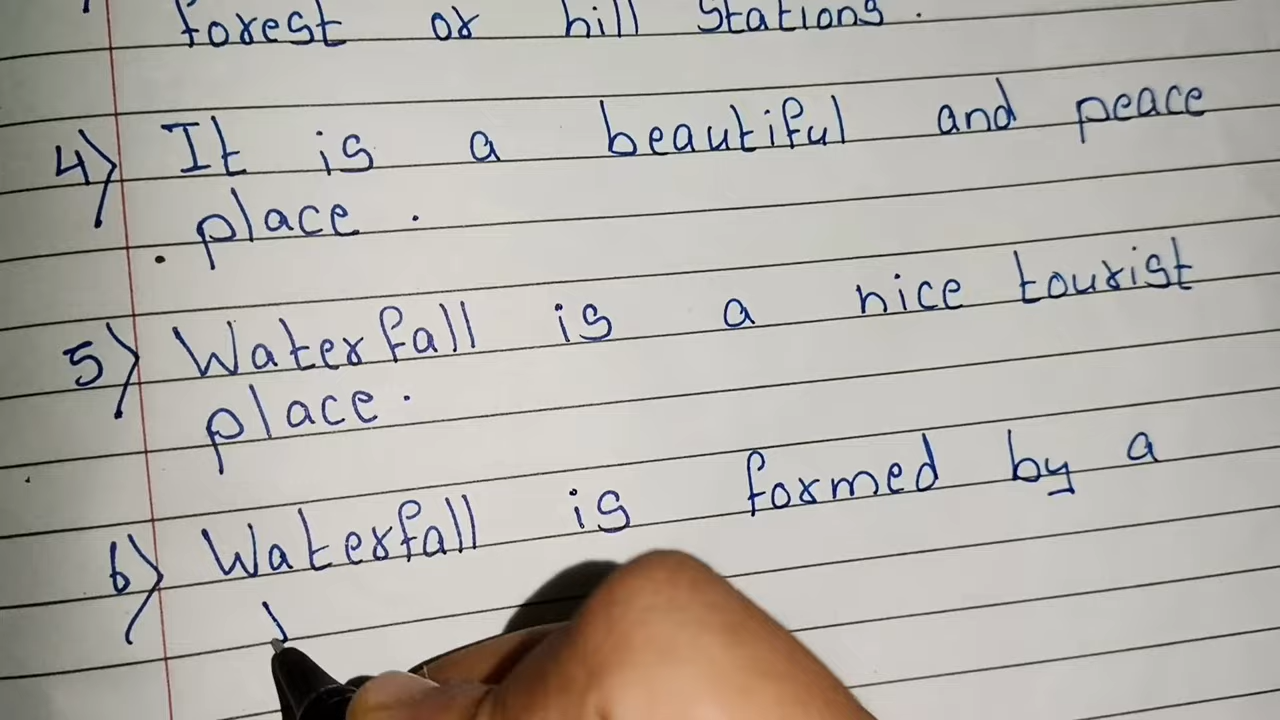 forest or hill stations.
4) It is a beautiful and peace
place.
5) Waterfall is a nice tourist
place.
6) Waterfall is formed by a